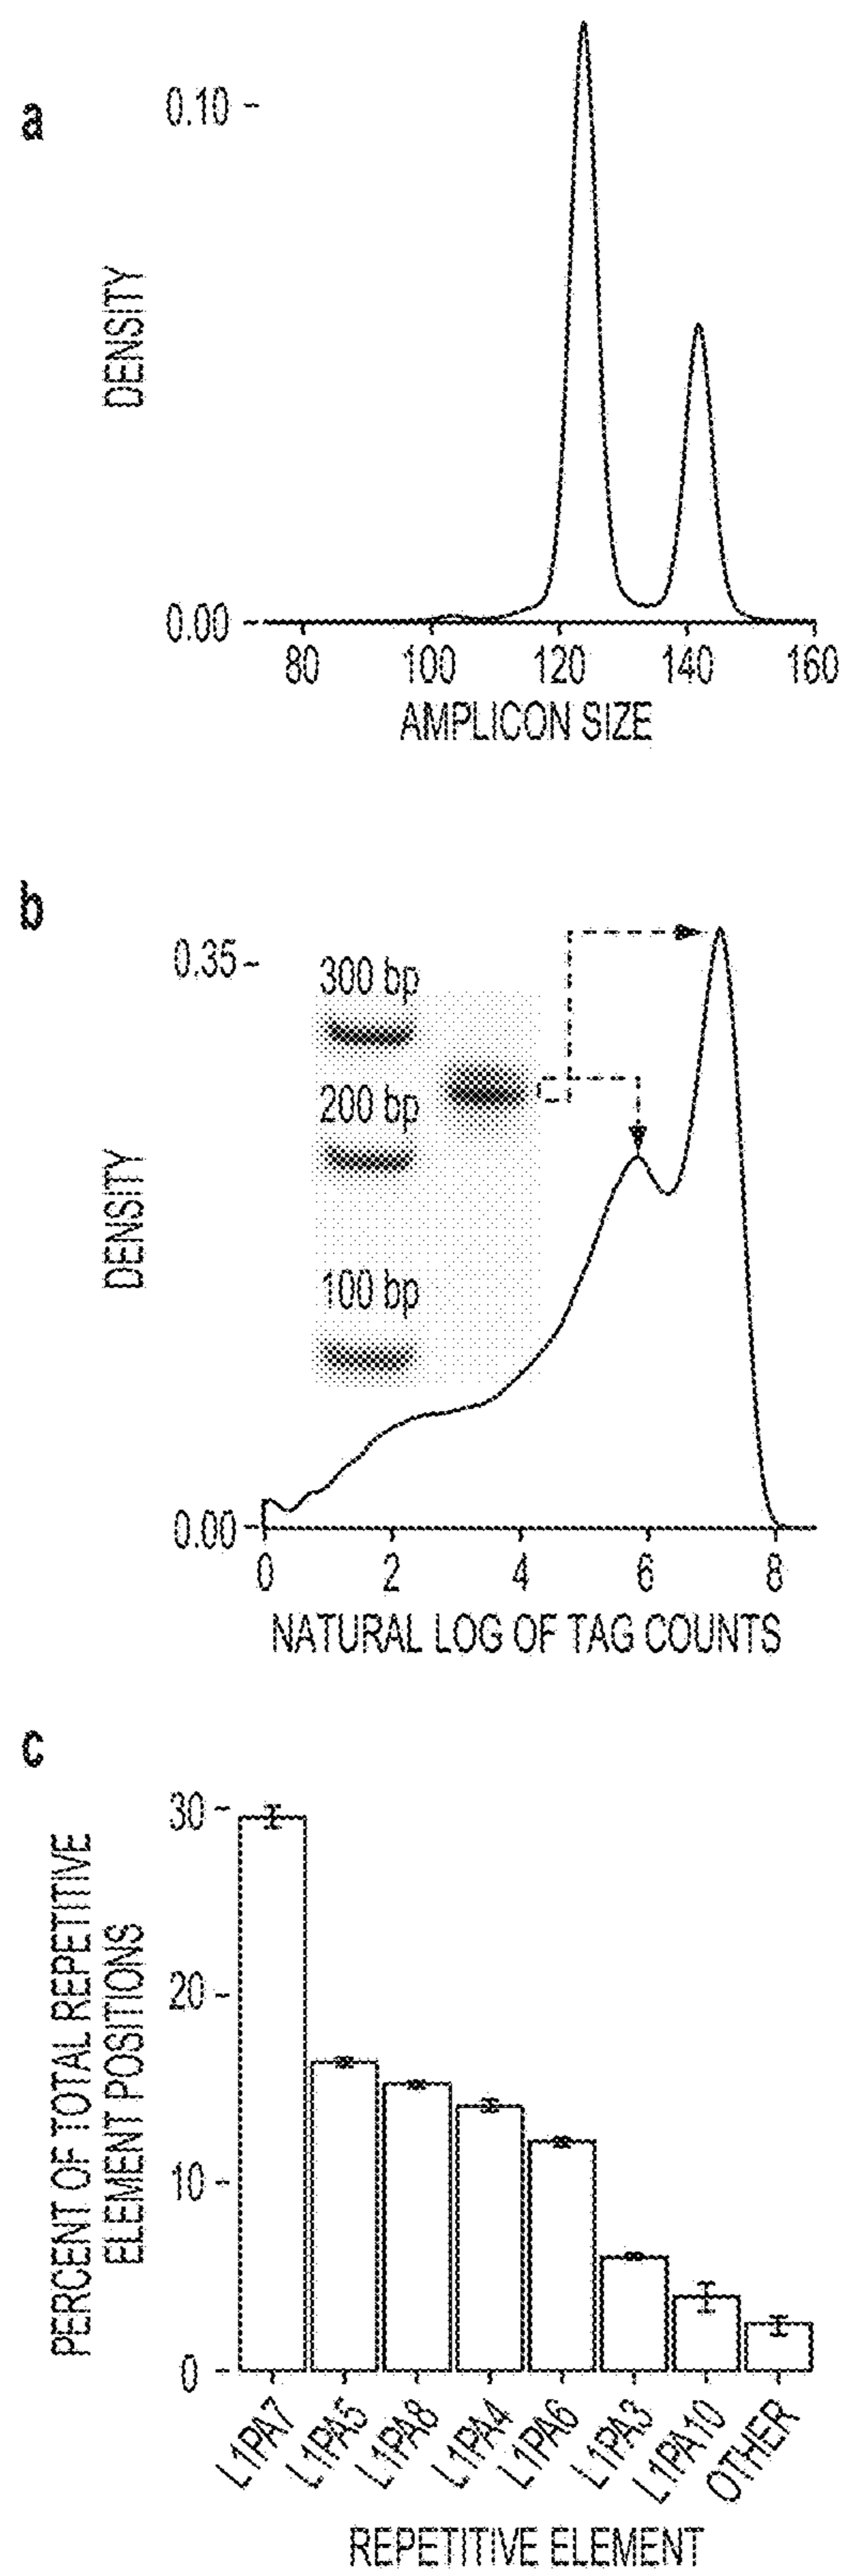 a
0.10
DENSITY
0.00
80 100 120 140 160
AMPLICON SIZE
b
0.35
300 bp
200 bp
DENSITY
100 bp
0.00
0 2 4 6 8
NATURAL LOG OF TAG COUNTS
c
30
PERCENT OF TOTAL REPETITIVE
ELEMENT POSITIONS
20
10
0
L1PA7 L1PA5 L1PA8 L1PA4 L1PA6 L1PA3 L1PA10 OTHER
REPETITIVE ELEMENT